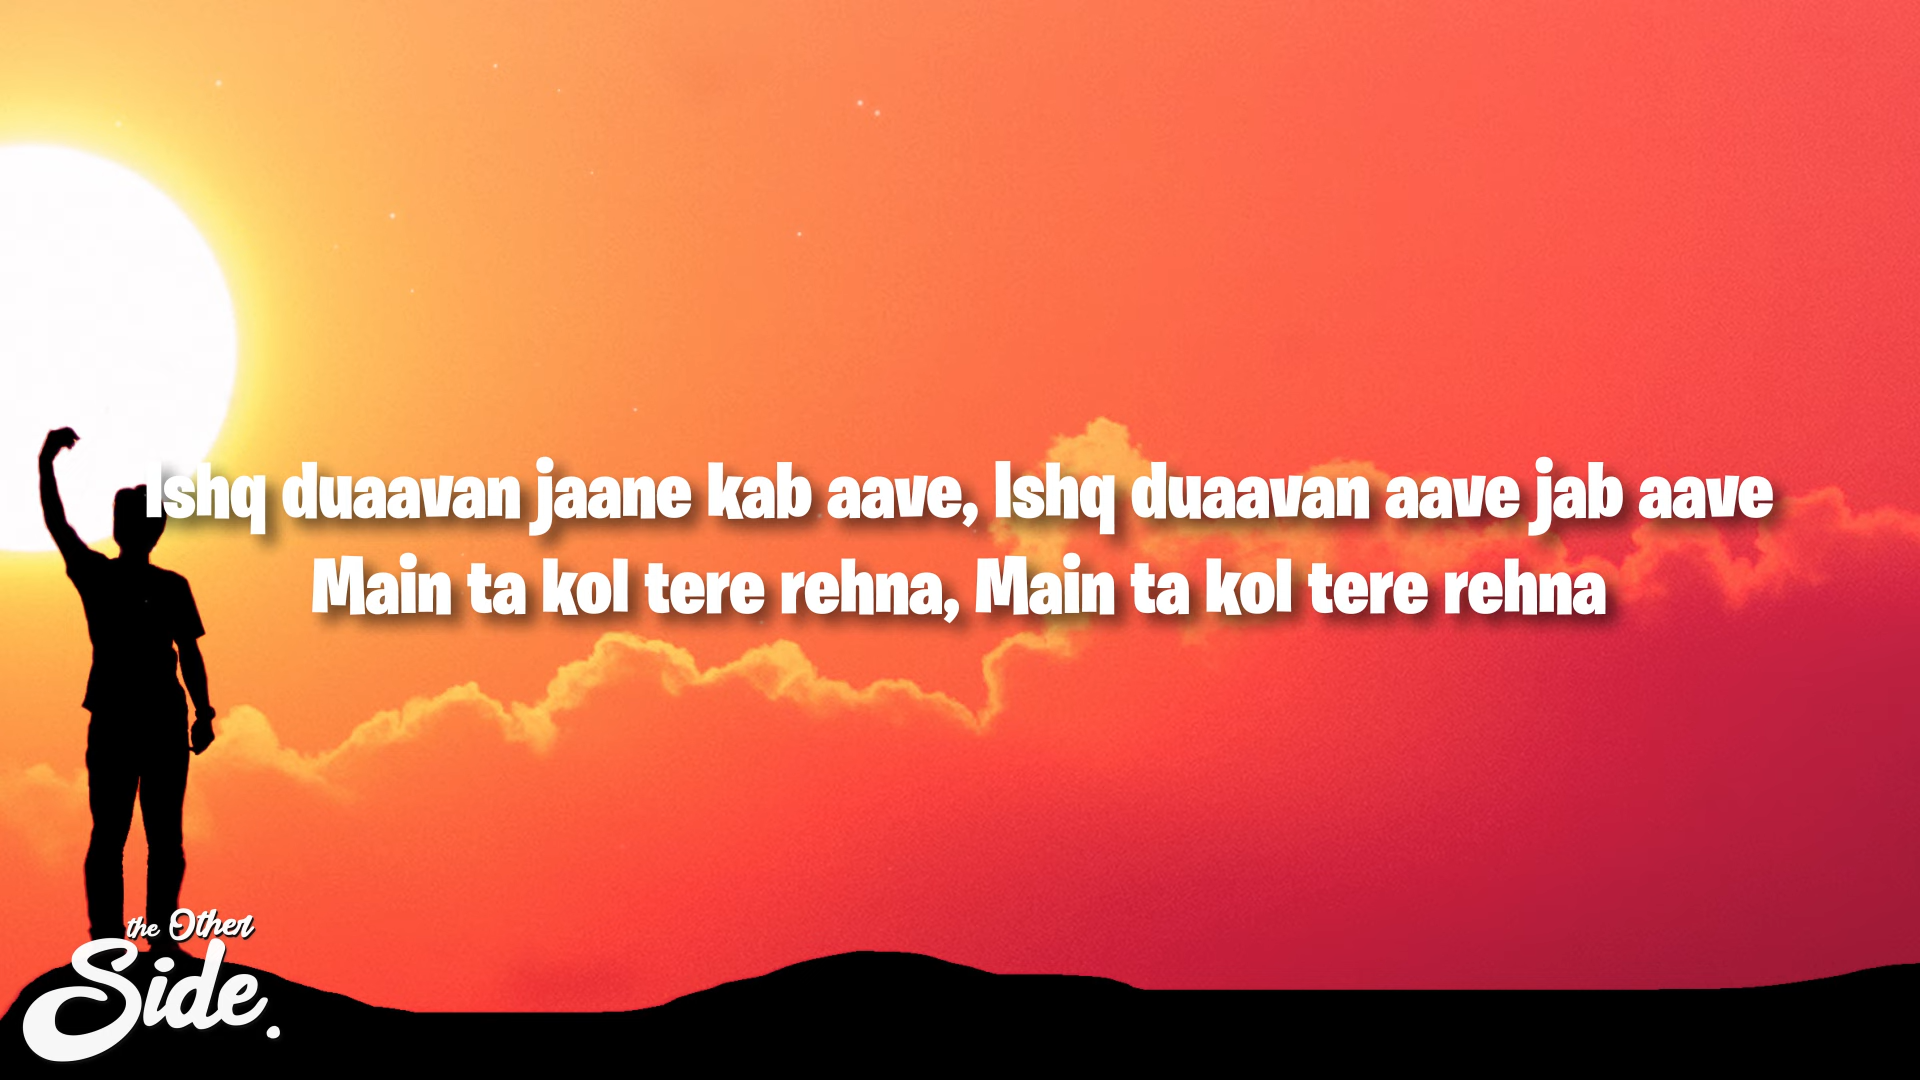 Ishq duaavan jaane kab aave, Ishq duaavan aave jab aave
Main ta kol tere rehna, Main ta kol tere rehna
the Other
Side.